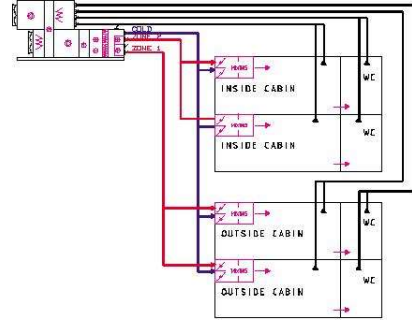 COLD
ZONE 2
ZONE 1
MIXING
WC
INSIDE CABIN
MIXING
WC
INSIDE CABIN
MIXING
WC
OUTSIDE CABIN
MIXING
WC
OUTSIDE CABIN